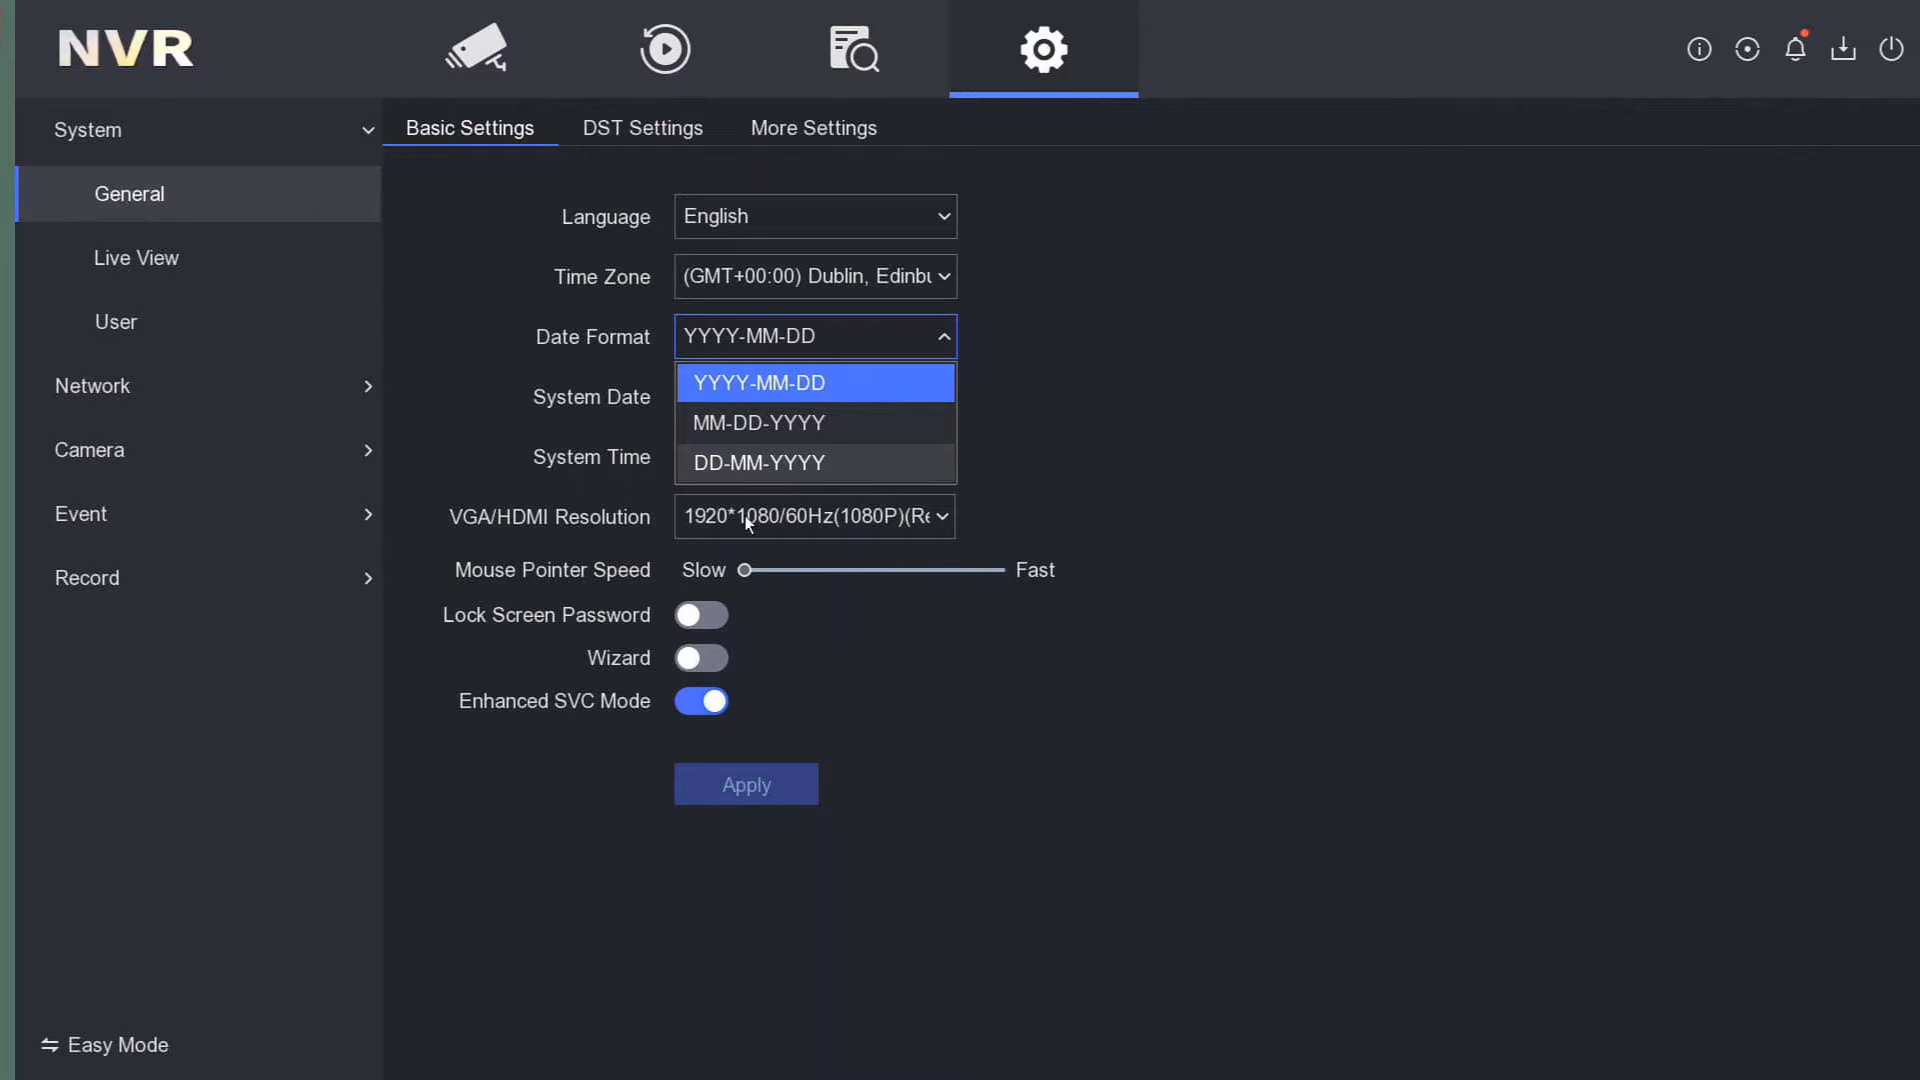 NVR
System
General
Live View
User
Network
Camera
Event
Record
Easy Mode
Basic Settings DST Settings More Settings
Language English
Time Zone (GMT+00:00) Dublin, Edinbu
Date Format YYYY-MM-DD
YYYY-MM-DD
MM-DD-YYYY
DD-MM-YYYY
System Date
System Time
VGA/HDMI Resolution 1920*1080/60Hz(1080P)(Re
Mouse Pointer Speed Slow Fast
Lock Screen Password
Wizard
Enhanced SVC Mode
Apply